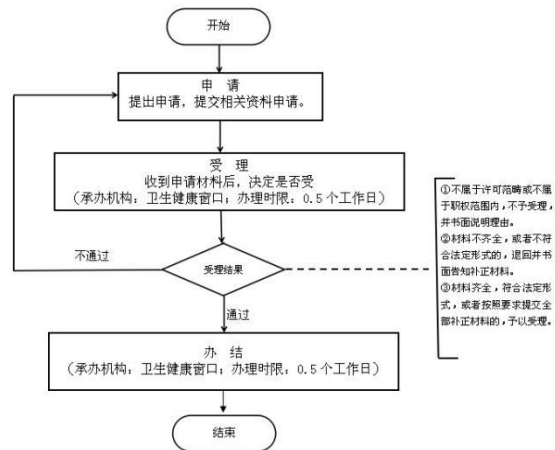 开始
申 请
提出申请，提交相关资料申请。
受 理
收到申请材料后，决定是否受
（承办机构：卫生健康窗口；办理时限：0.5个工作日）
不通过
受理结果
①不属于许可范畴或不属
于职权范围内，不予受理，
并书面说明理由。
②材料不齐全，或者不符
合法定形式的，退回并书
面告知补正材料。
③材料齐全，符合法定形
式，或者按照要求提交全
部补正材料的，予以受理。
通过
办 结
（承办机构：卫生健康窗口；办理时限：0.5个工作日）
结束